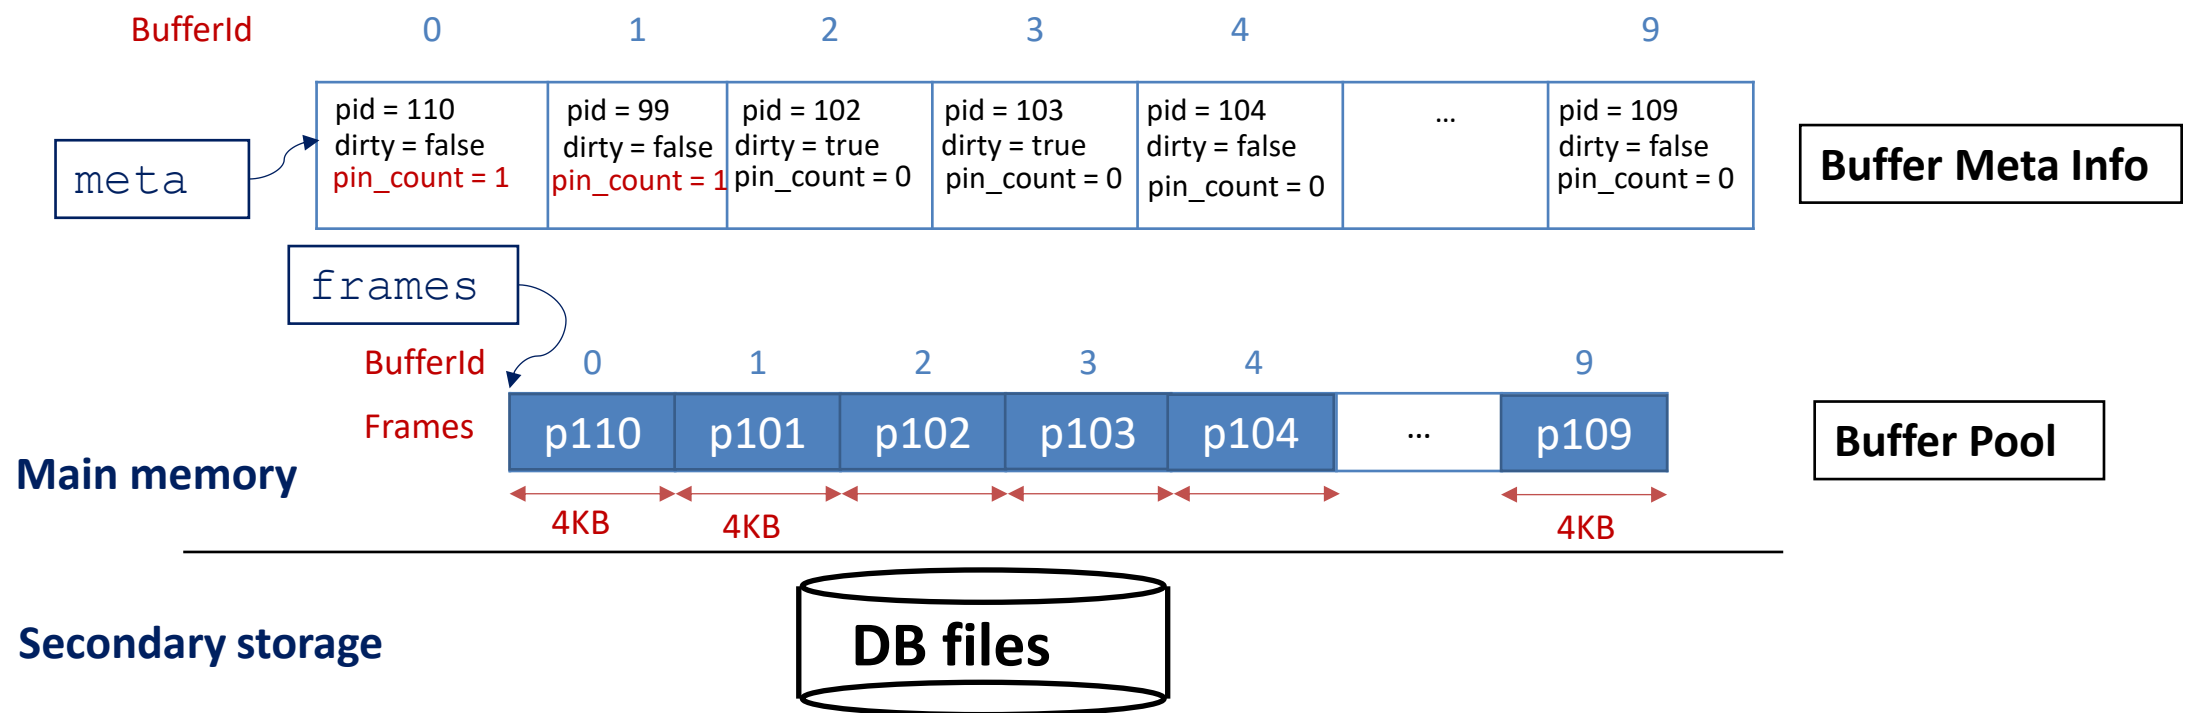 BufferId 0 1 2 3 4 9
pid = 110 pid = 99 pid = 102 pid = 103 pid = 104 ... pid = 109
dirty = false dirty = false dirty = true dirty = true dirty = false dirty = false
pin_count = 1 pin_count = 1 pin_count = 0 pin_count = 0 pin_count = 0 pin_count = 0
meta
Buffer Meta Info
frames
BufferId 0 1 2 3 4 9
Frames p110 p101 p102 p103 p104 ... p109
Buffer Pool
Main memory
4KB 4KB 4KB
DB files
Secondary storage